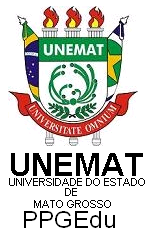 UNEMAT
UNIVERSITATE OMNIUM
UNEMAT
UNIVERSIDADE DO ESTADO
DE
MATO GROSSO
PPGEdu